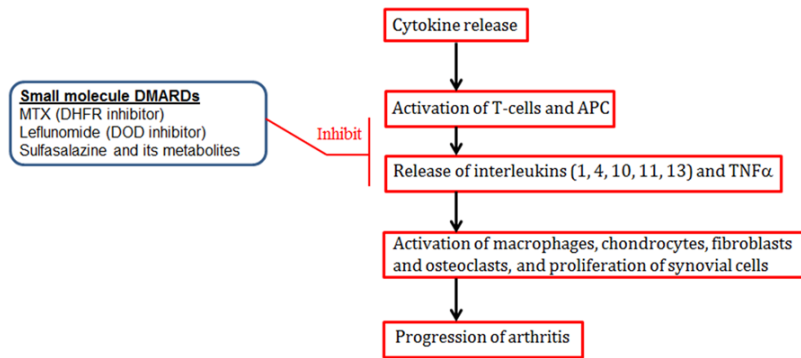 Cytokine release
Small molecule DMARDs
MTX (DHFR inhibitor)
Leflunomide (DOD inhibitor)
Sulfasalazine and its metabolites
Inhibit
Activation of T-cells and APC
Release of interleukins (1, 4, 10, 11, 13) and TNFα
Activation of macrophages, chondrocytes, fibroblasts
and osteoclasts, and proliferation of synovial cells
Progression of arthritis